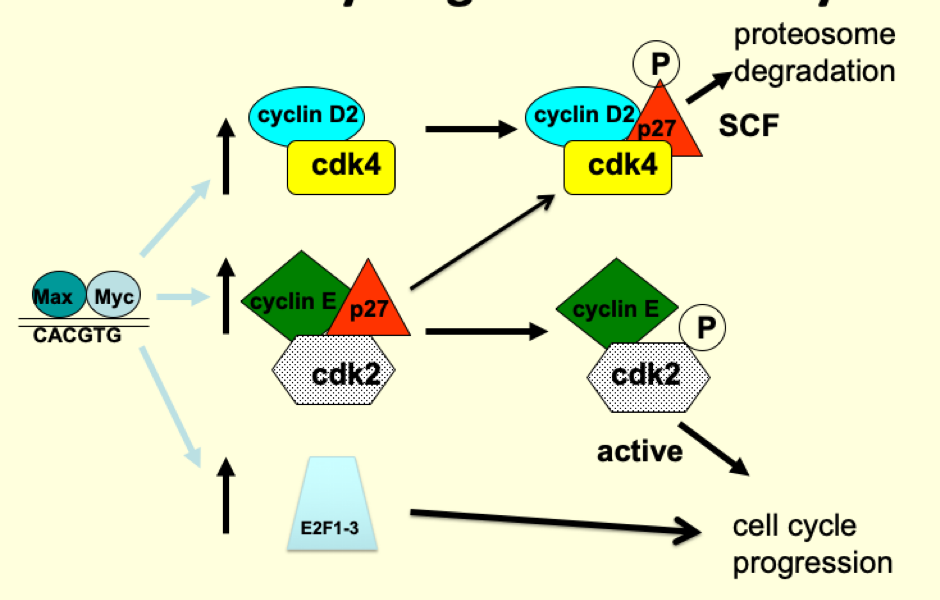 proteosome
degradation
P
cyclin D2
cyclin D2
p27
SCF
cdk4
cdk4
Max
Myc
CACGTG
cyclin E
p27
cyclin E
P
cdk2
cdk2
active
E2F1-3
cell cycle
progression